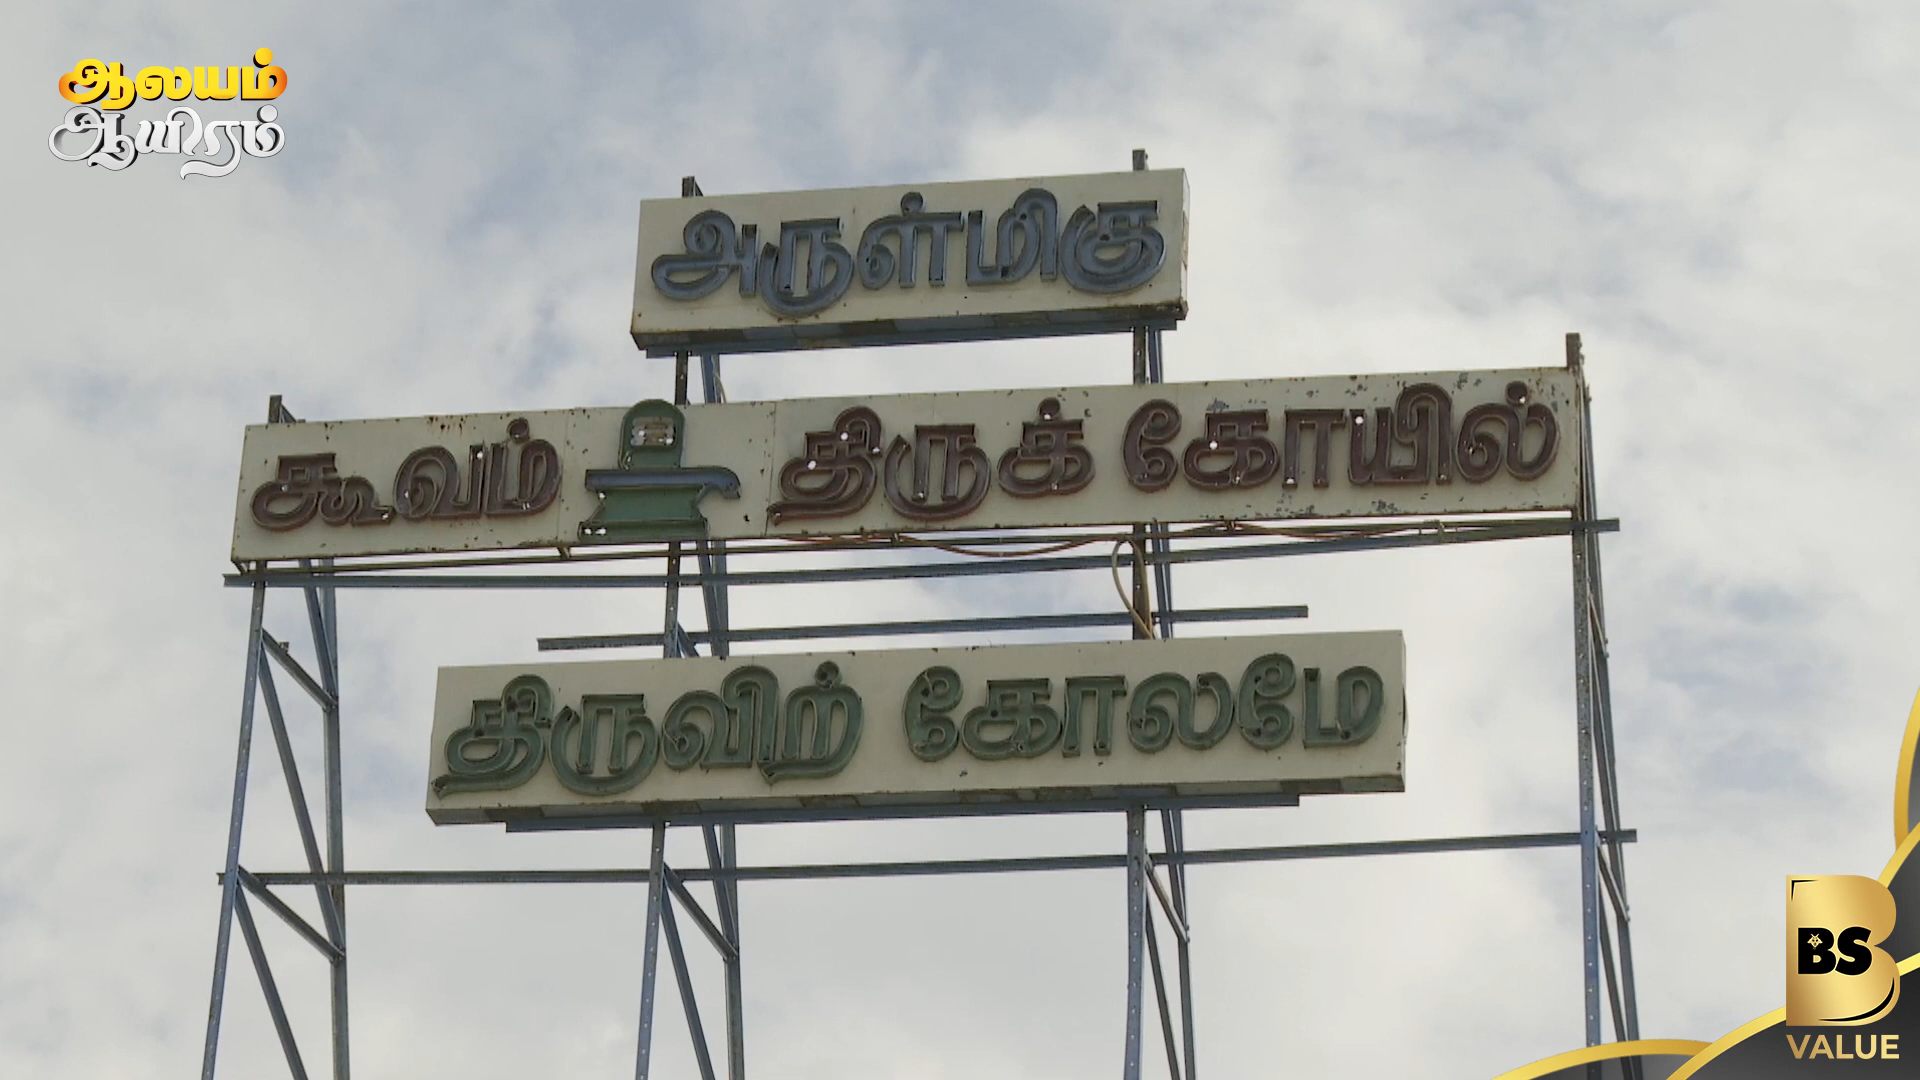 ஆலயம்
ஆயிரம்
அருள்மிகு
கூவம் திருக் கோயில்
திருவிற் கோலமே
BS
VALUE